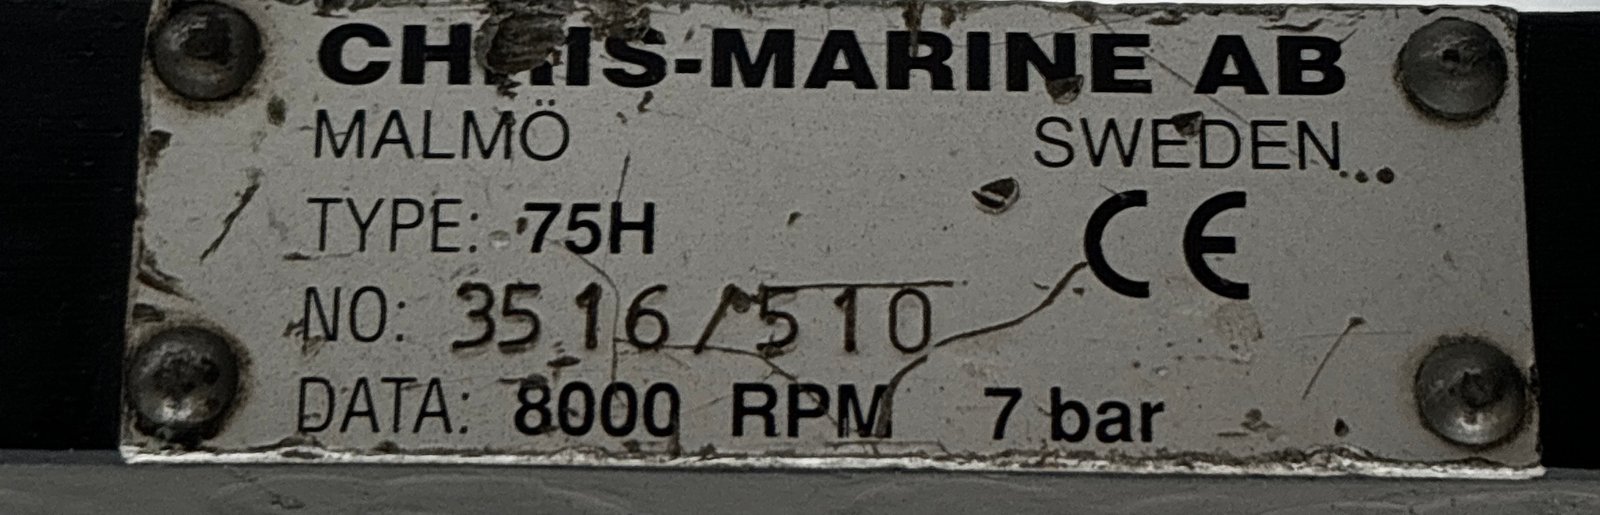 CHRIS-MARINE AB
MALMÖ SWEDEN
TYPE: 75H CE
NO: 3516/510
DATA: 8000 RPM 7 bar